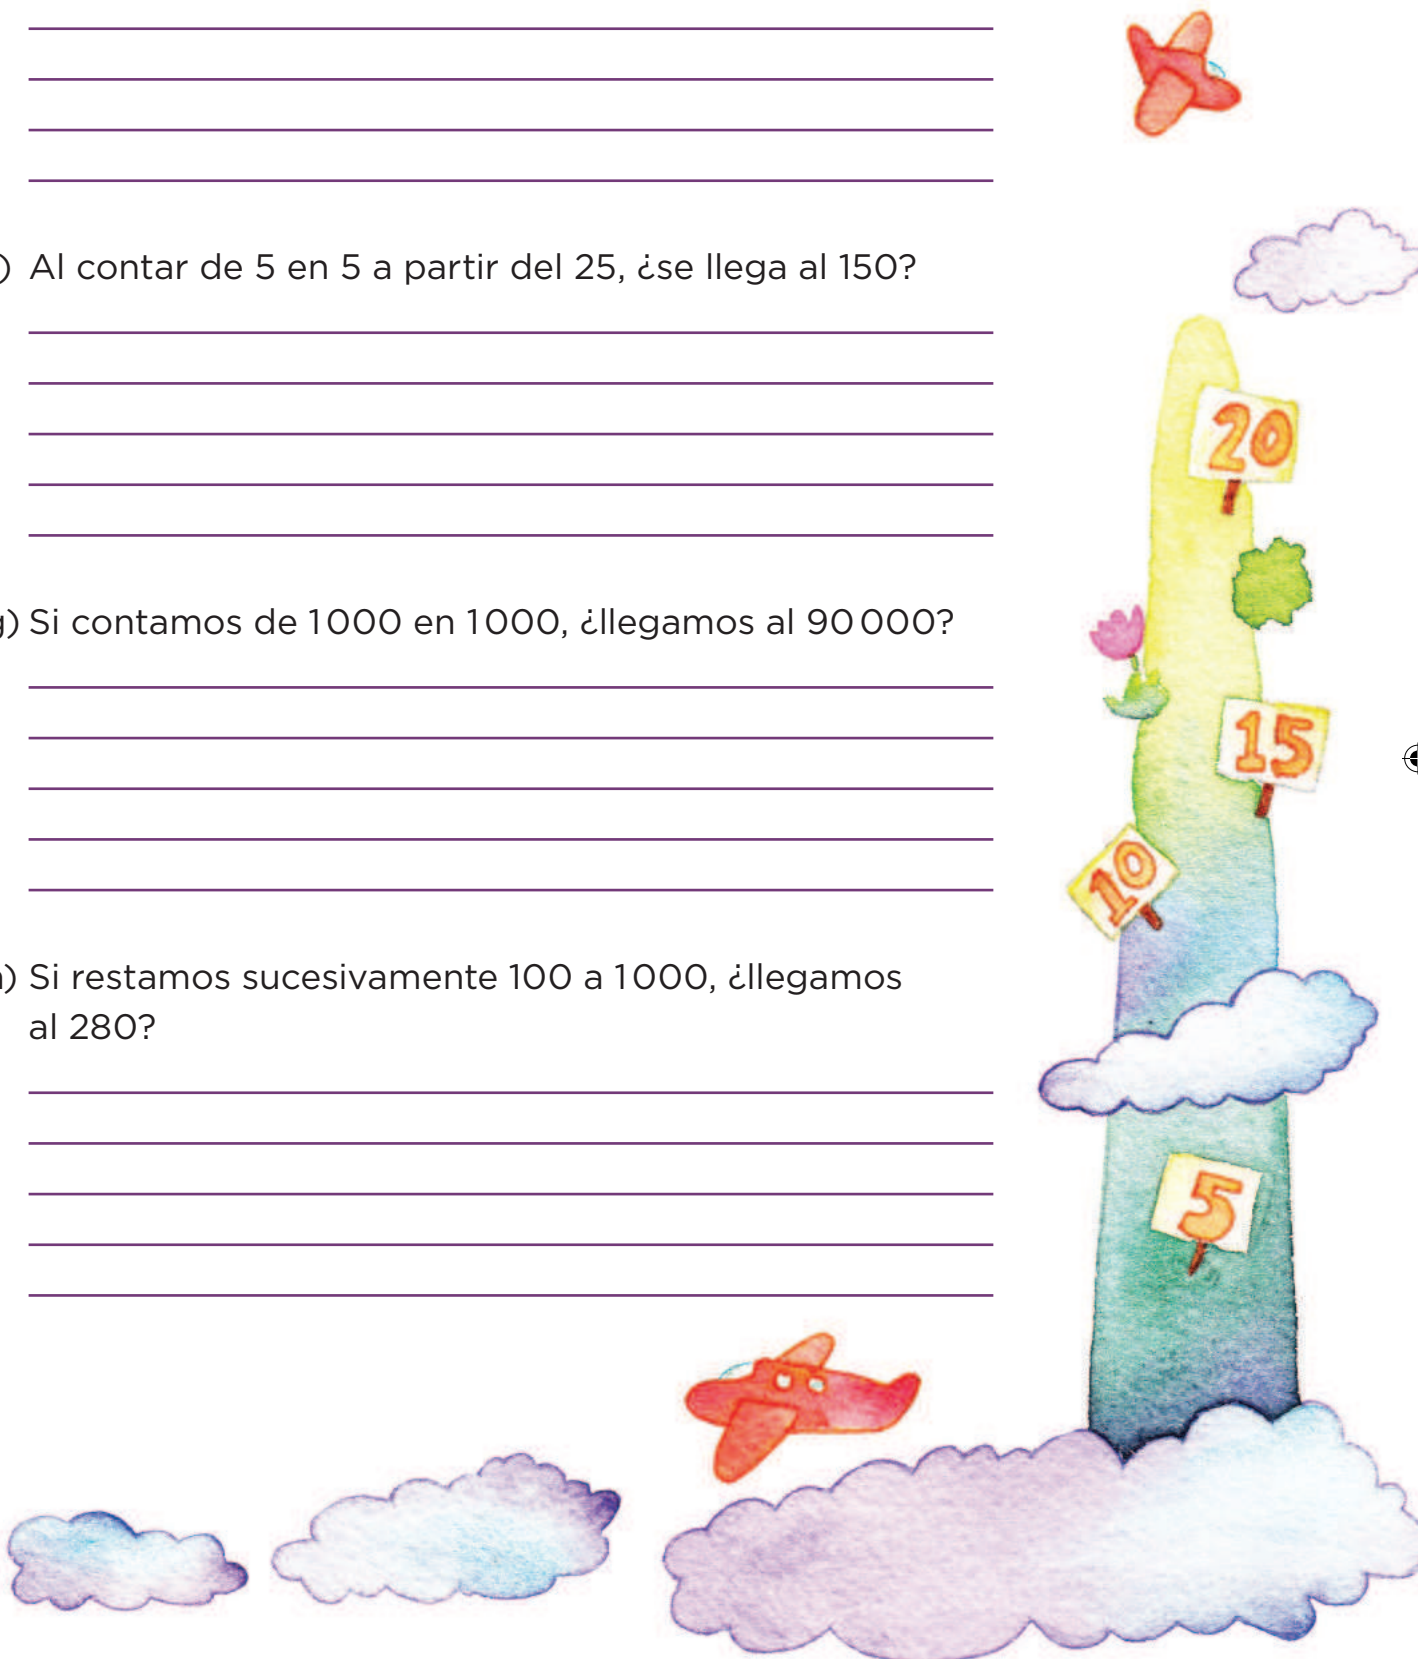 ) Al contar de 5 en 5 a partir del 25, ¿se llega al 150?
20
g) Si contamos de 1000 en 1000, ¿llegamos al 90 000?
15
10
) Si restamos sucesivamente 100 a 1000, ¿llegamos
al 280?
5